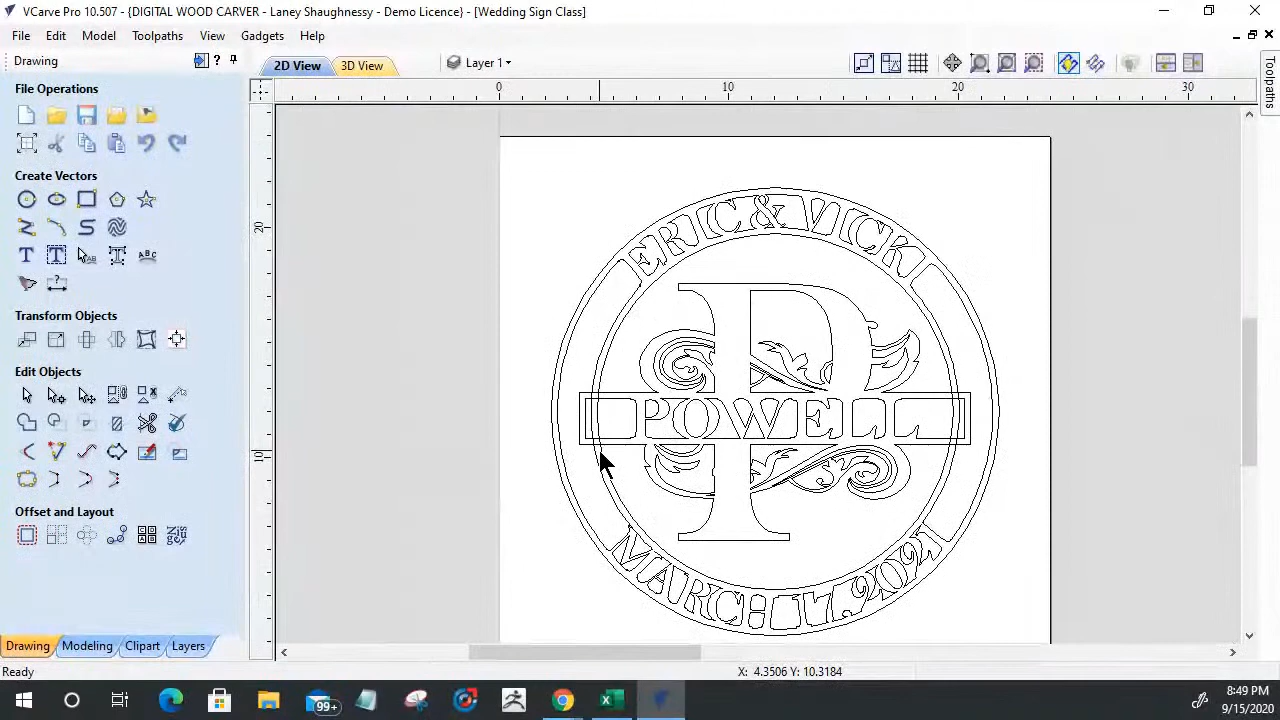 VCarve Pro 10.507 - {DIGITAL WOOD CARVER - Laney Shaughnessy - Demo Licence} - [Wedding Sign Class]
File Edit Model Toolpaths View Gadgets Help
Drawing ?
2D View 3D View Layer 1
File Operations
Create Vectors
Transform Objects
Edit Objects
Offset and Layout
Drawing Modeling Clipart Layers
0 10 20 30
20
10
ERIC & VICKI
P
POWELL
MARCH 17, 2021
Toolpaths
Ready
X: 4.3506 Y: 10.3184
99+
8:49 PM
9/15/2020